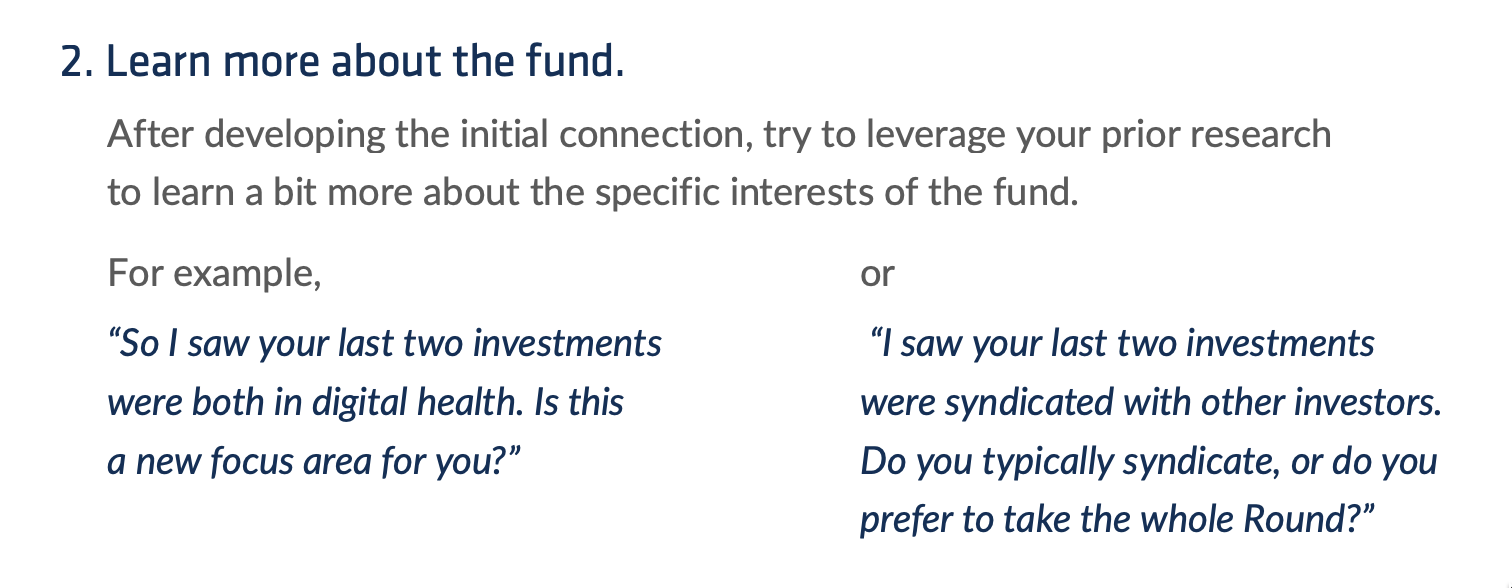 2. Learn more about the fund.
After developing the initial connection, try to leverage your prior research
to learn a bit more about the specific interests of the fund.
For example,
“So I saw your last two investments
were both in digital health. Is this
a new focus area for you?”
or
“I saw your last two investments
were syndicated with other investors.
Do you typically syndicate, or do you
prefer to take the whole Round?”